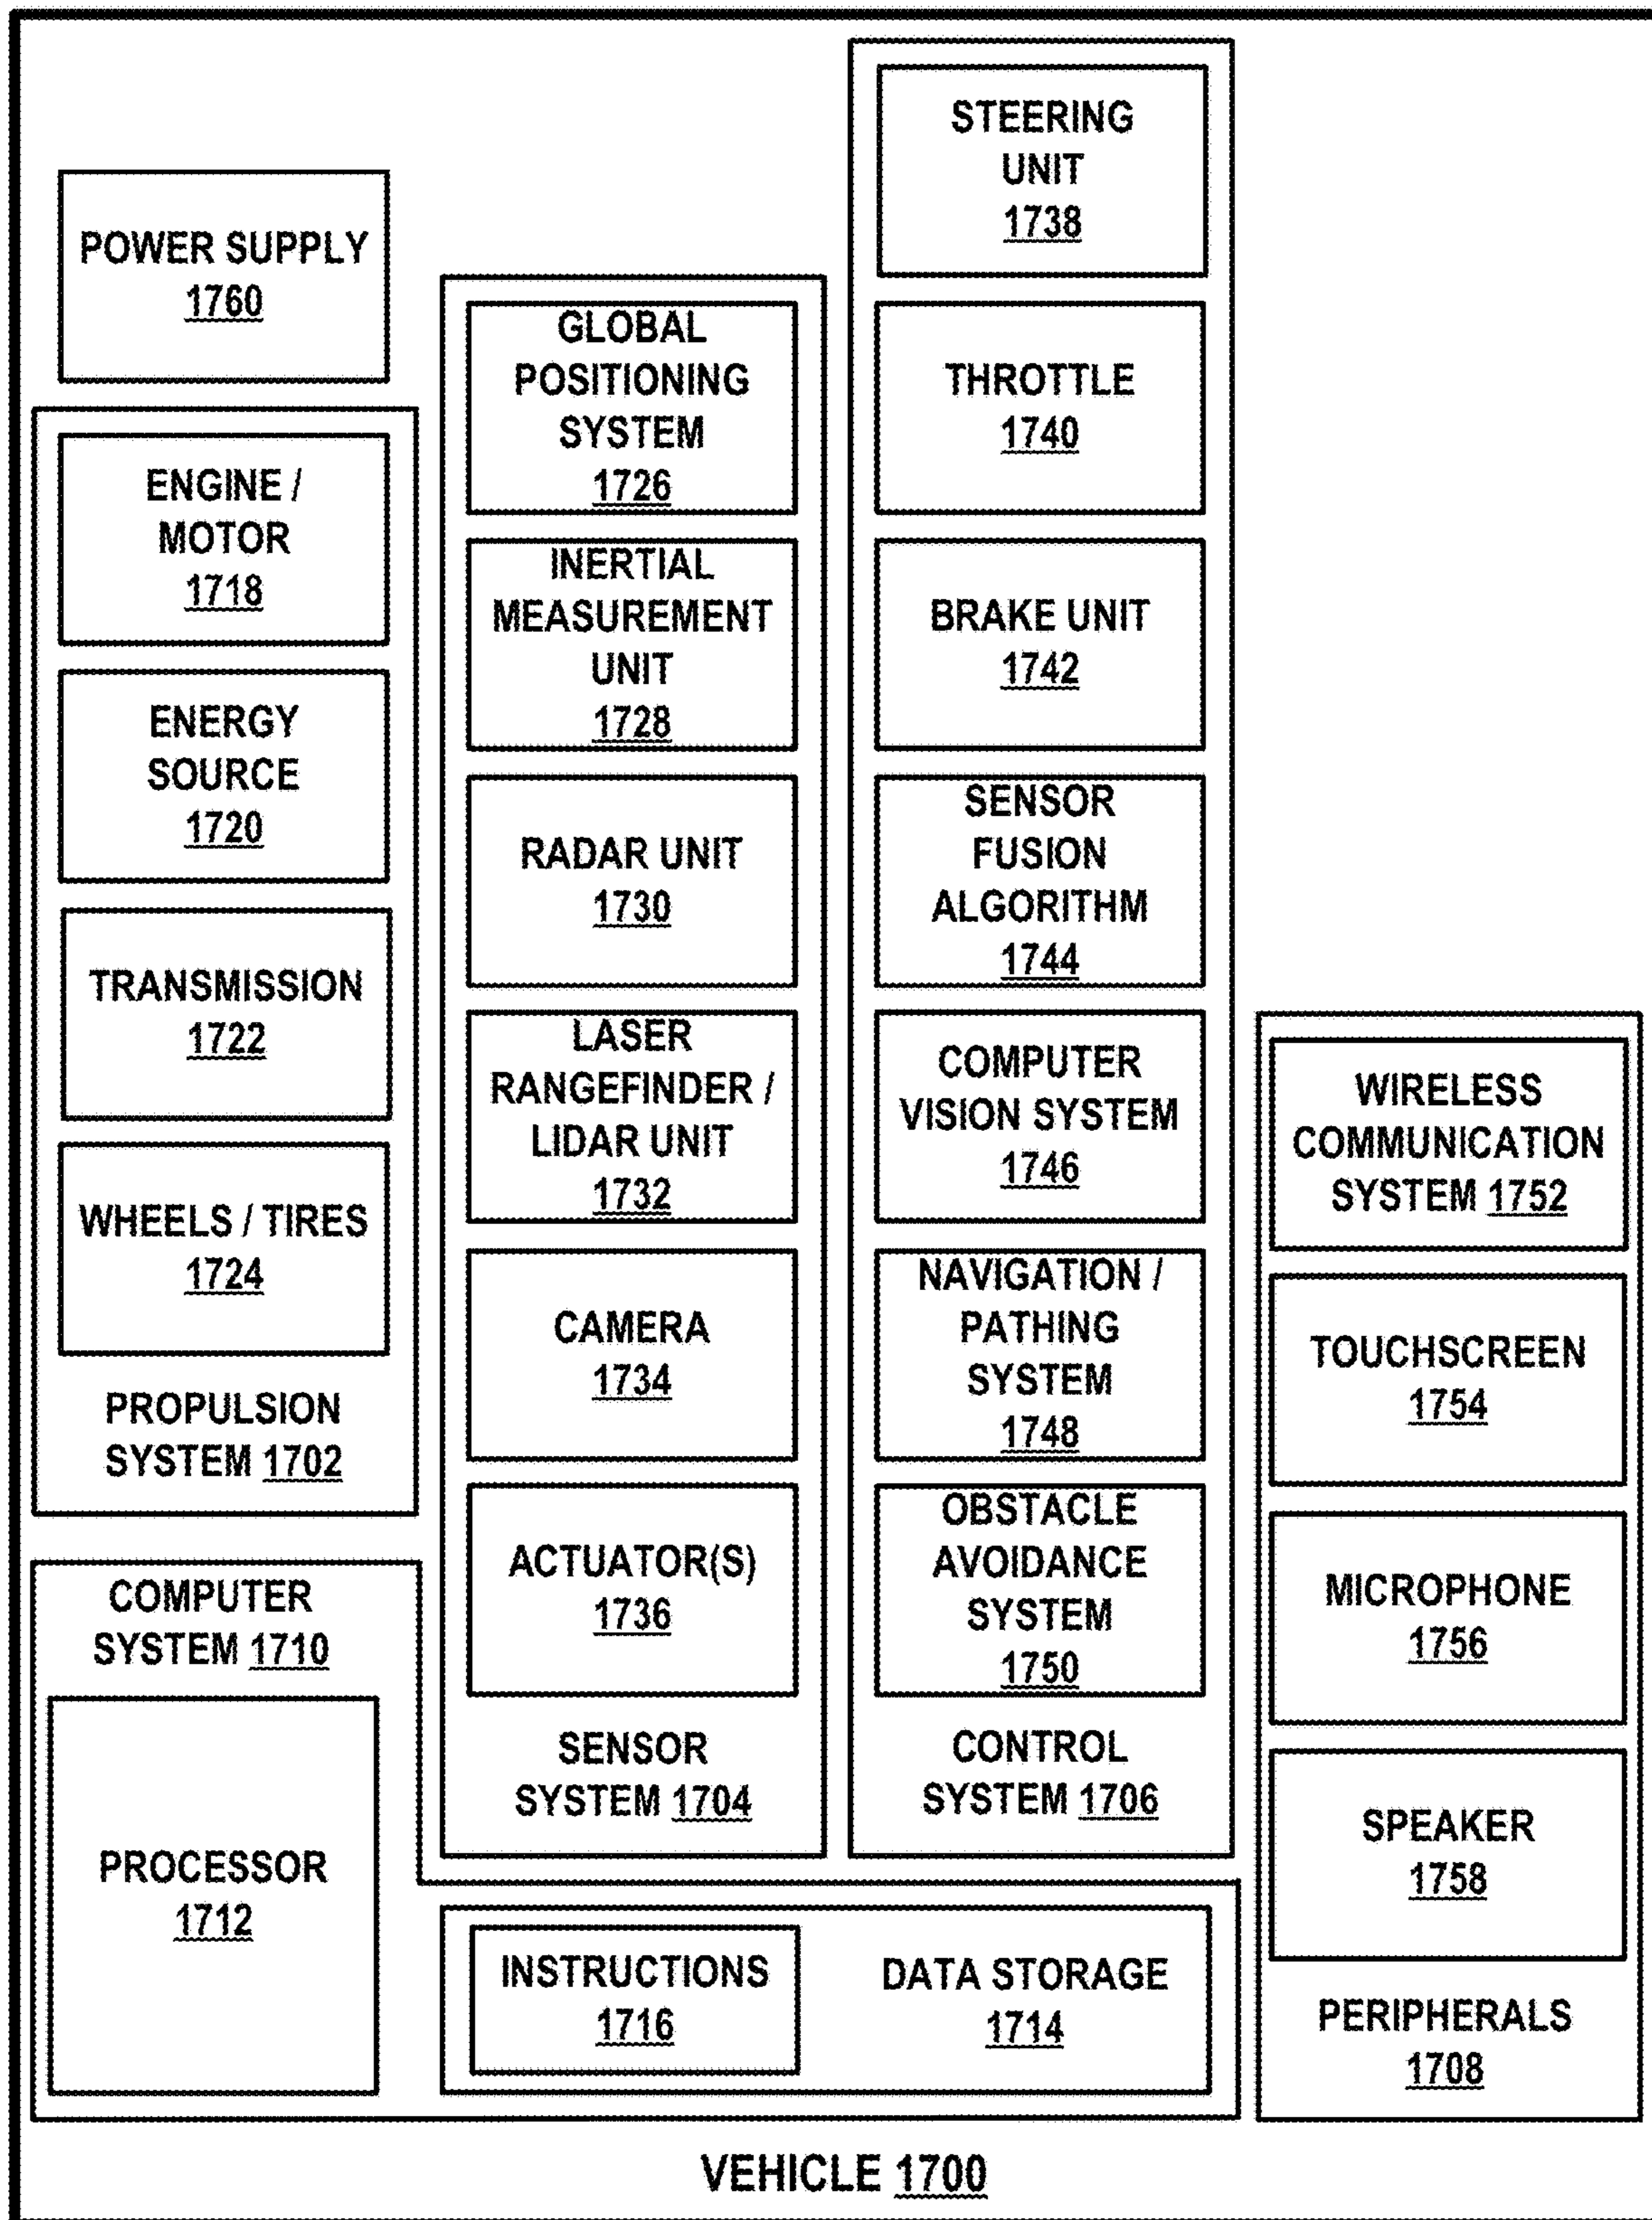 POWER SUPPLY
1760
ENGINE /
MOTOR
1718
ENERGY
SOURCE
1720
TRANSMISSION
1722
WHEELS / TIRES
1724
PROPULSION
SYSTEM 1702
COMPUTER
SYSTEM 1710
PROCESSOR
1712
GLOBAL
POSITIONING
SYSTEM
1726
INERTIAL
MEASUREMENT
UNIT
1728
RADAR UNIT
1730
LASER
RANGEFINDER /
LIDAR UNIT
1732
CAMERA
1734
ACTUATOR(S)
1736
SENSOR
SYSTEM 1704
STEERING
UNIT
1738
THROTTLE
1740
BRAKE UNIT
1742
SENSOR
FUSION
ALGORITHM
1744
COMPUTER
VISION SYSTEM
1746
NAVIGATION /
PATHING
SYSTEM
1748
OBSTACLE
AVOIDANCE
SYSTEM
1750
CONTROL
SYSTEM 1706
INSTRUCTIONS
1716
DATA STORAGE
1714
WIRELESS
COMMUNICATION
SYSTEM 1752
TOUCHSCREEN
1754
MICROPHONE
1756
SPEAKER
1758
PERIPHERALS
1708
VEHICLE 1700